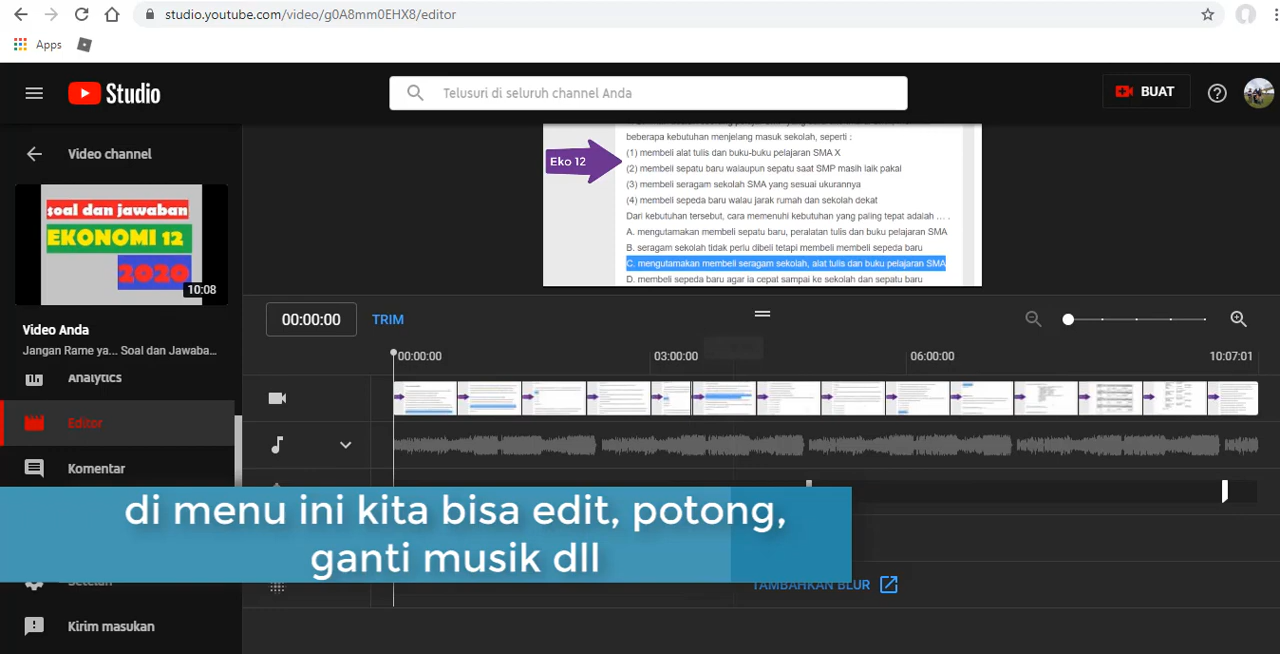 studio.youtube.com/video/g0A8mm0EHX8/editor
Apps
Studio
Telusuri di seluruh channel Anda
BUAT
Video channel
soal dan jawaban
EKONOMI 12
2020
10:08
Video Anda
Jangan Rame ya... Soal dan Jawaba...
Analytics
Editor
Komentar
Kirim masukan
Eko 12
beberapa kebutuhan menjelang masuk sekolah, seperti :
(1) membeli alat tulis dan buku-buku pelajaran SMA X
(2) membeli sepatu baru walaupun sepatu saat SMP masih laik pakai
(3) membeli seragam sekolah SMA yang sesuai ukurannya
(4) membeli sepeda baru walau jarak rumah dan sekolah dekat
Dari kebutuhan tersebut, cara memenuhi kebutuhan yang paling tepat adalah ... .
A. mengutamakan membeli sepatu baru, peralatan tulis dan buku pelajaran SMA
B. seragam sekolah tidak perlu dibeli tetapi membeli membeli sepeda baru
C. mengutamakan membeli seragam sekolah, alat tulis dan buku pelajaran SMA
D. membeli sepeda baru agar ia cepat sampai ke sekolah dan sepatu baru
00:00:00
TRIM
00:00:00
03:00:00
06:00:00
10:07:01
di menu ini kita bisa edit, potong,
ganti musik dll
TAMBAHKAN BLUR